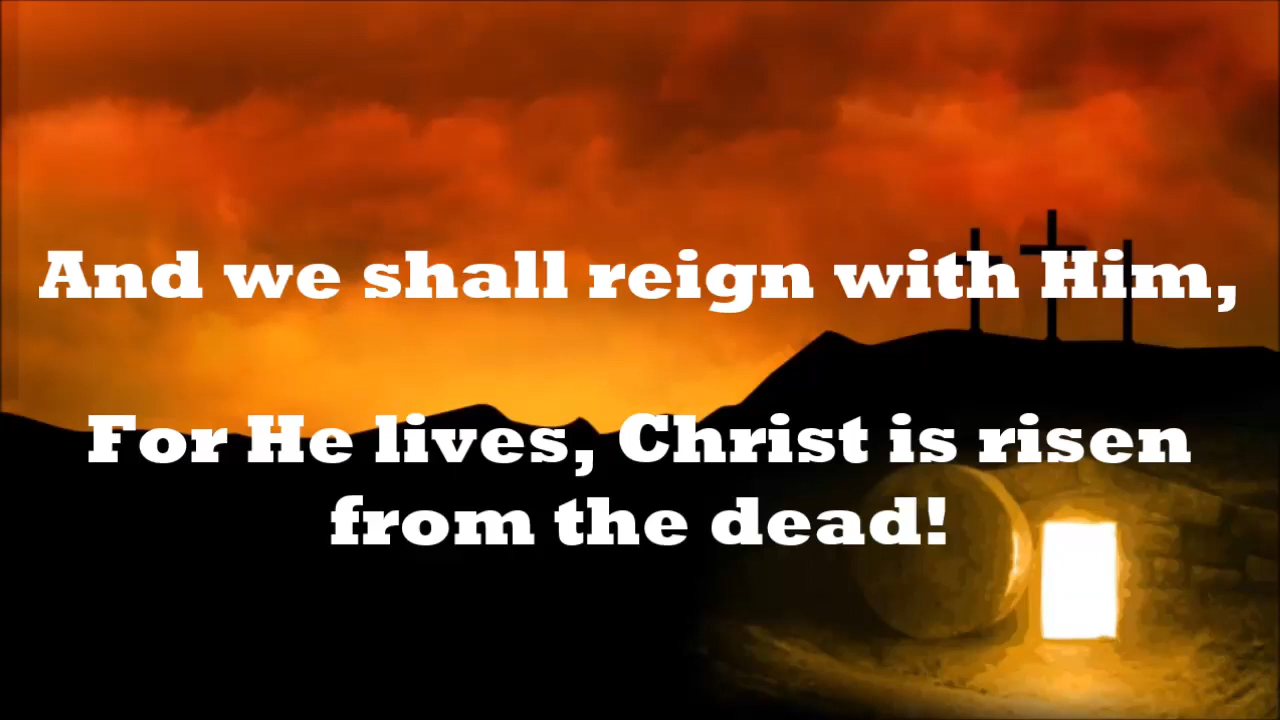 And we shall reign with Him,
For He lives, Christ is risen
from the dead!